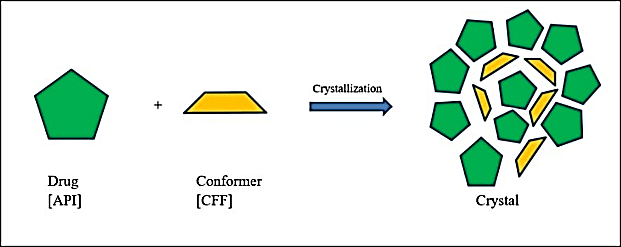 Crystallization
+
Drug
[API]
Conformer
[CFF]
Crystal